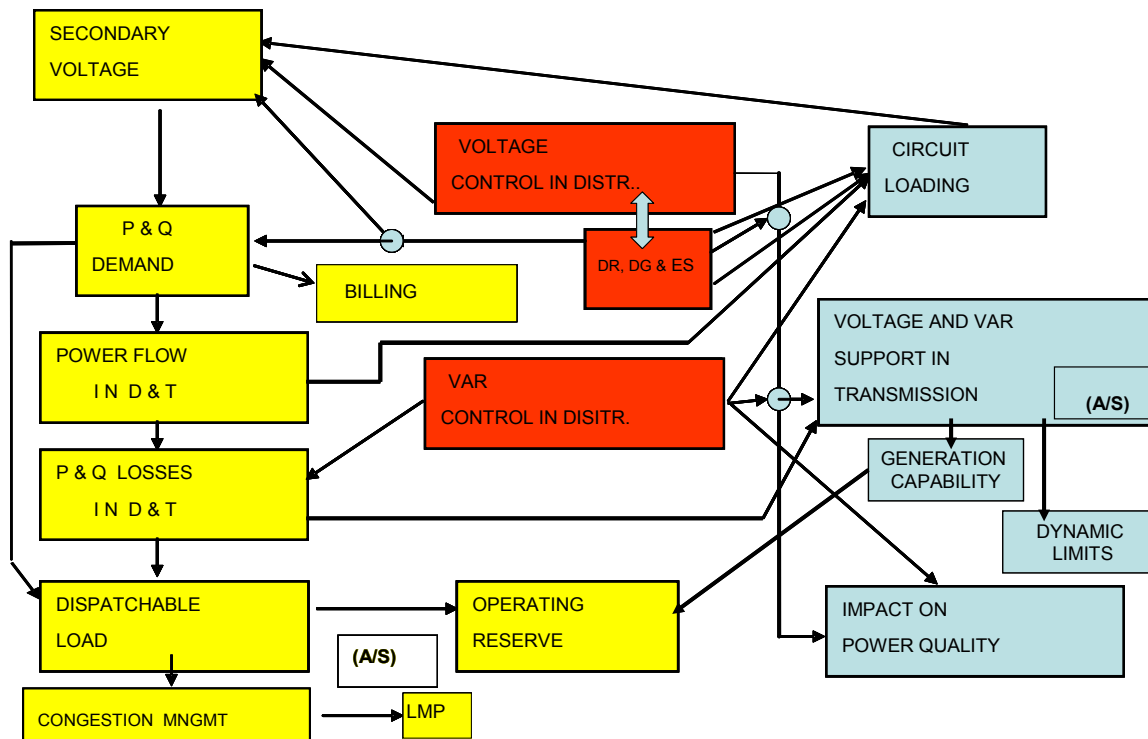 SECONDARY
VOLTAGE
VOLTAGE
CONTROL IN DISTR..
CIRCUIT
LOADING
P & Q
DEMAND
DR, DG & ES
BILLING
VOLTAGE AND VAR
SUPPORT IN
TRANSMISSION
(A/S)
POWER FLOW
I N D & T
VAR
CONTROL IN DISITR.
P & Q LOSSES
I N D & T
GENERATION
CAPABILITY
DYNAMIC
LIMITS
DISPATCHABLE
LOAD
OPERATING
RESERVE
IMPACT ON
POWER QUALITY
(A/S)
CONGESTION MNGMT
LMP